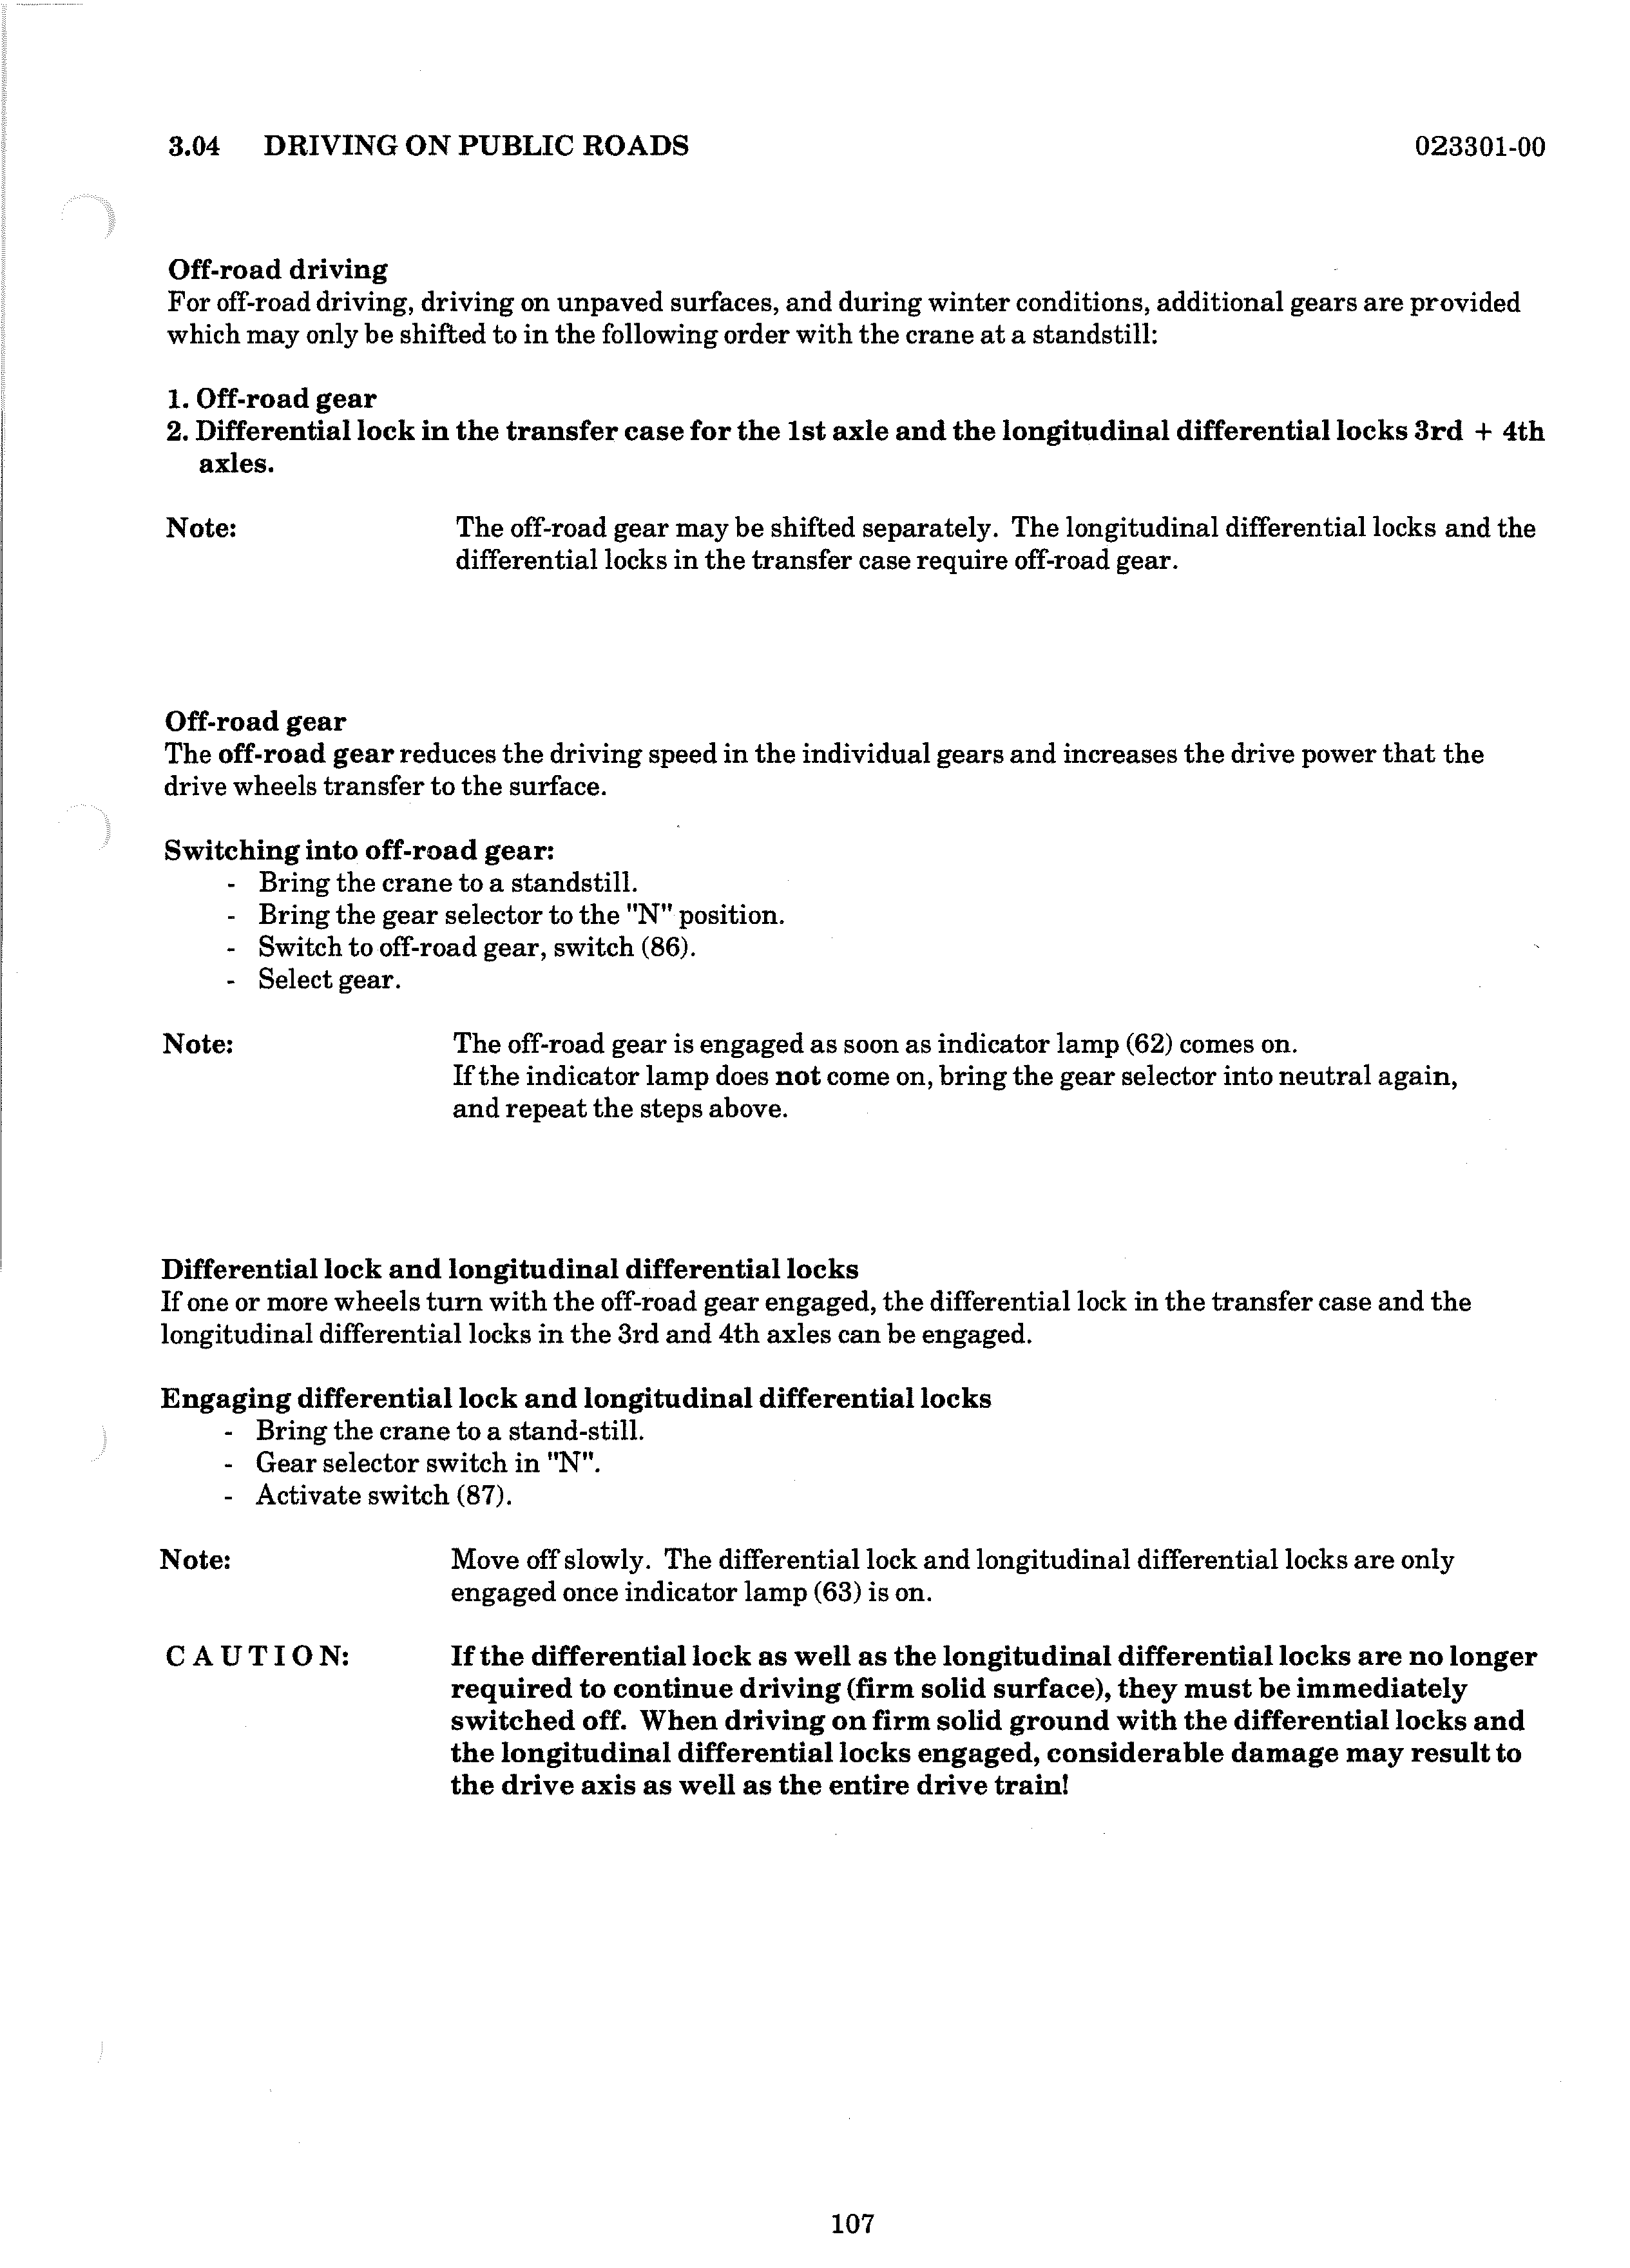 3.04 DRIVING ON PUBLIC ROADS 023301-00
Off-road driving
For off-road driving, driving on unpaved surfaces, and during winter conditions, additional gears are provided
which may only be shifted to in the following order with the crane at a standstill:
1. Off-road gear
2. Differential lock in the transfer case for the 1st axle and the longitudinal differential locks 3rd + 4th
axles.
Note: The off-road gear may be shifted separately. The longitudinal differential locks and the
differential locks in the transfer case require off-road gear.
Off-road gear
The off-road gear reduces the driving speed in the individual gears and increases the drive power that the
drive wheels transfer to the surface.
Switching into off-road gear:
- Bring the crane to a standstill.
- Bring the gear selector to the "N" position.
- Switch to off-road gear, switch (86).
- Select gear.
Note: The off-road gear is engaged as soon as indicator lamp (62) comes on.
If the indicator lamp does not come on, bring the gear selector into neutral again,
and repeat the steps above.
Differential lock and longitudinal differential locks
If one or more wheels turn with the off-road gear engaged, the differential lock in the transfer case and the
longitudinal differential locks in the 3rd and 4th axles can be engaged.
Engaging differential lock and longitudinal differential locks
- Bring the crane to a stand-still.
- Gear selector switch in "N".
- Activate switch (87).
Note: Move off slowly. The differential lock and longitudinal differential locks are only
engaged once indicator lamp (63) is on.
C A U T I O N: If the differential lock as well as the longitudinal differential locks are no longer
required to continue driving (firm solid surface), they must be immediately
switched off. When driving on firm solid ground with the differential locks and
the longitudinal differential locks engaged, considerable damage may result to
the drive axis as well as the entire drive train!
107